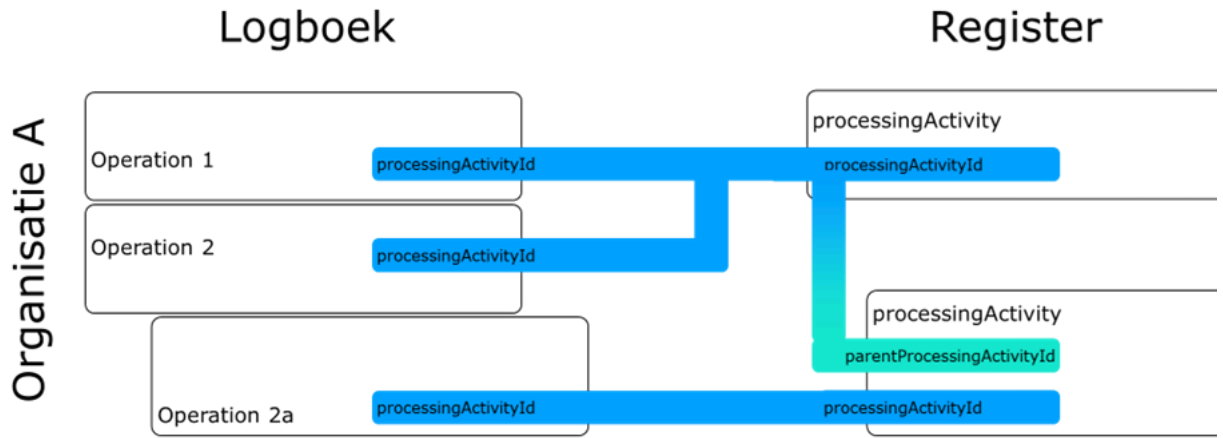 Logboek
Register
Organisatie A
processingActivity
Operation 1
processingActivityId
processingActivityId
Operation 2
processingActivityId
processingActivity
parentProcessingActivityId
Operation 2a
processingActivityId
processingActivityId